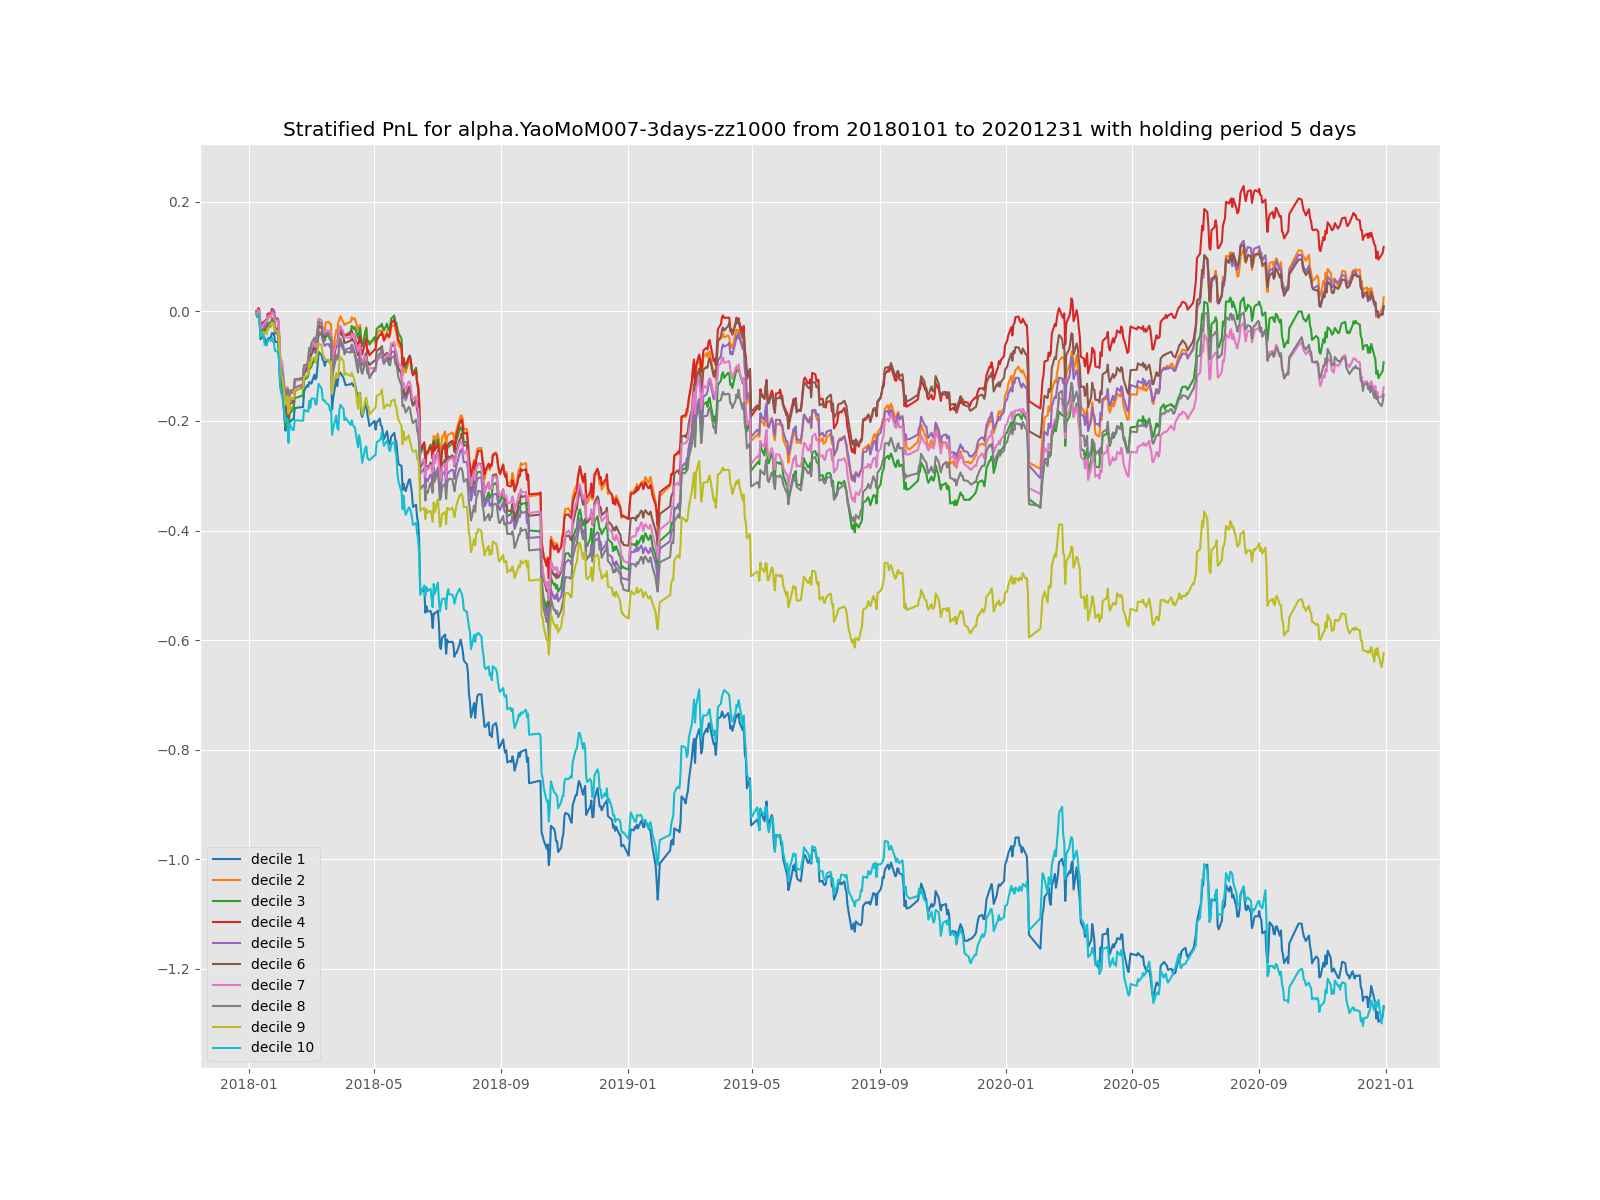 Stratified PnL for alpha.YaoMoM007-3days-zz1000 from 20180101 to 20201231 with holding period 5 days
0.2
0.0
−0.2
−0.4
−0.6
−0.8
−1.0
−1.2
decile 1
decile 2
decile 3
decile 4
decile 5
decile 6
decile 7
decile 8
decile 9
decile 10
2018-01 2018-05 2018-09 2019-01 2019-05 2019-09 2020-01 2020-05 2020-09 2021-01